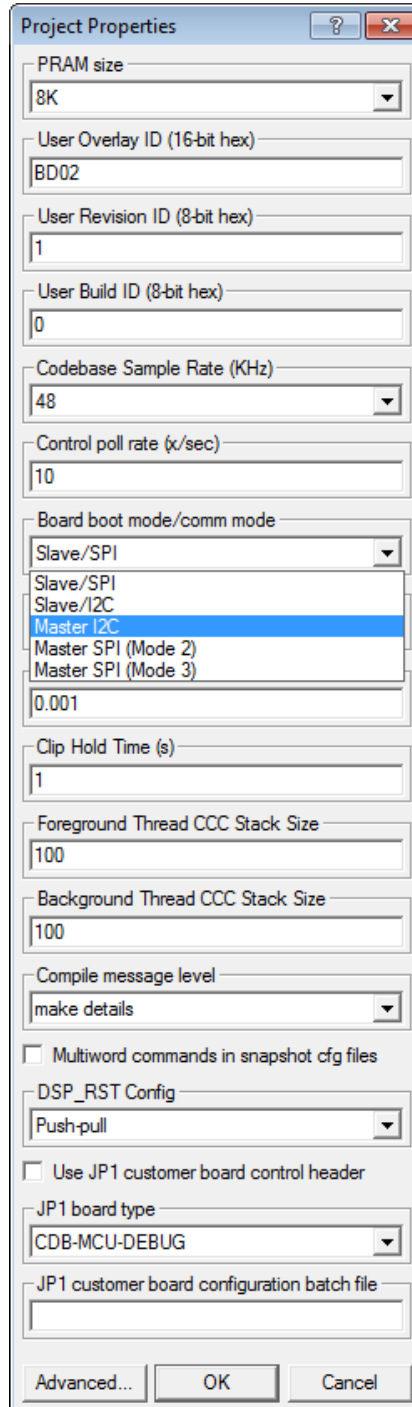 Project Properties
PRAM size
8K
User Overlay ID (16-bit hex)
BD02
User Revision ID (8-bit hex)
1
User Build ID (8-bit hex)
0
Codebase Sample Rate (KHz)
48
Control poll rate (x/sec)
10
Board boot mode/comm mode
Slave/SPI
Slave/SPI
Slave/I2C
Master I2C
Master SPI (Mode 2)
Master SPI (Mode 3)
0.001
Clip Hold Time (s)
1
Foreground Thread CCC Stack Size
100
Background Thread CCC Stack Size
100
Compile message level
make details
Multiword commands in snapshot cfg files
DSP_RST Config
Push-pull
Use JP1 customer board control header
JP1 board type
CDB-MCU-DEBUG
JP1 customer board configuration batch file
Advanced... OK Cancel